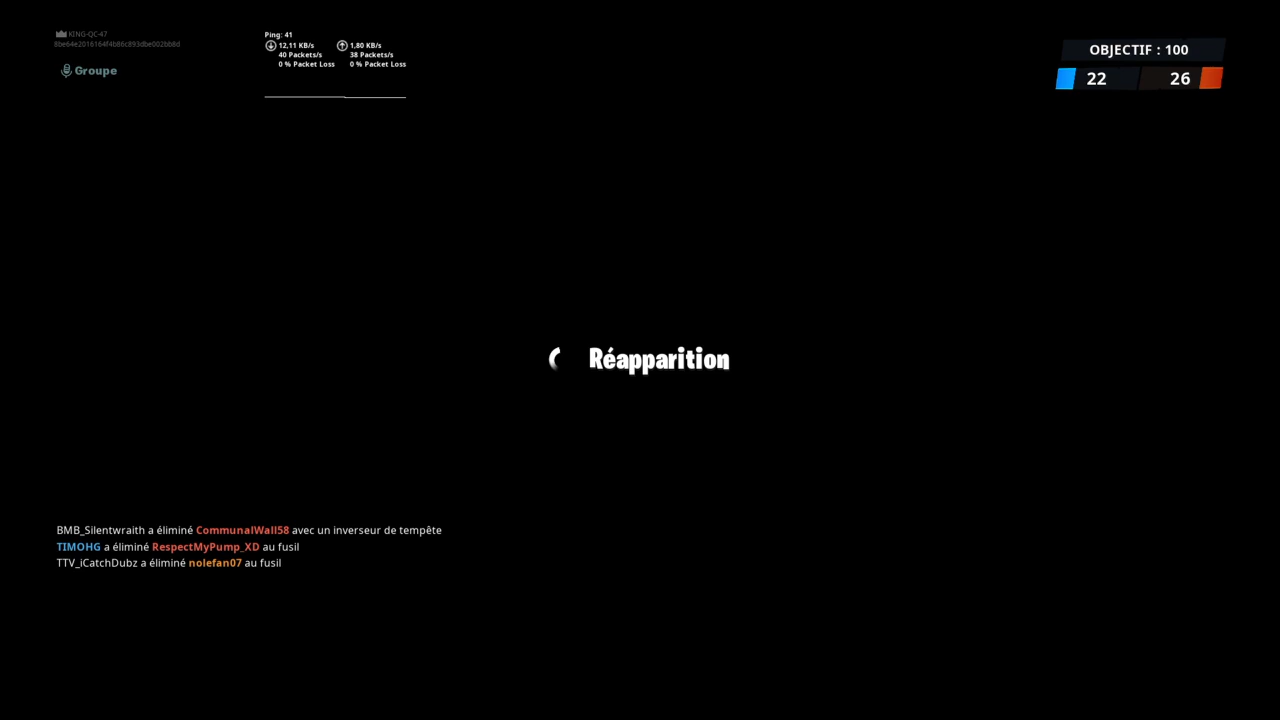 KING-QC-47
Groupe
Ping: 41
12,11 KB/s
1,80 KB/s
40 Packets/s
38 Packets/s
0 % Packet Loss
0 % Packet Loss
OBJECTIF : 100
22
26
Réapparition
BMB_Silentwraith a éliminé CommunalWall58 avec un inverseur de tempête
TIMOHG a éliminé RespectMyPump_XD au fusil
TTV_iCatchDubz a éliminé nolefan07 au fusil